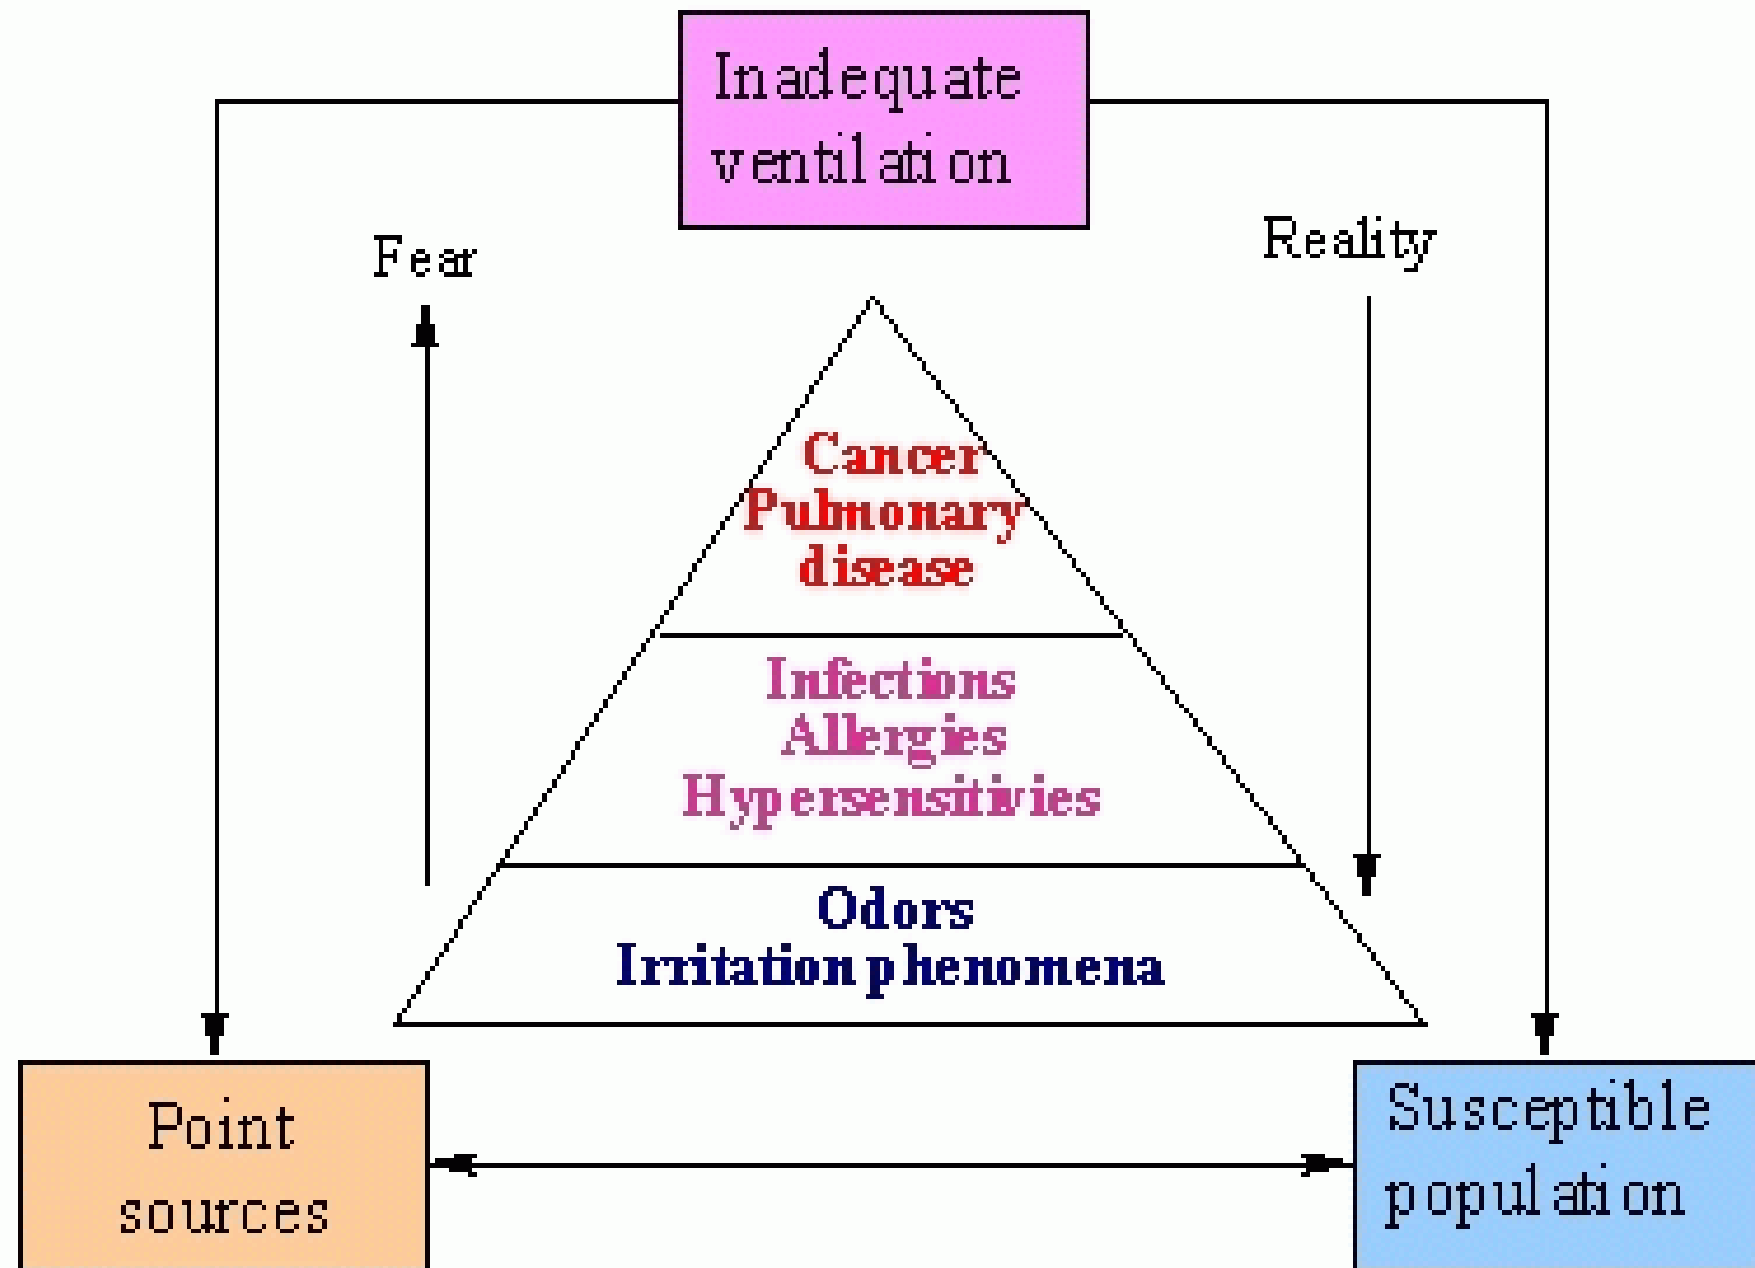 Inadequate
ventilation
Fear
Reality
Cancer
Pulmonary
disease
Infections
Allergies
Hypersensitivies
Odors
Irritation phenomena
Point
sources
Susceptible
population